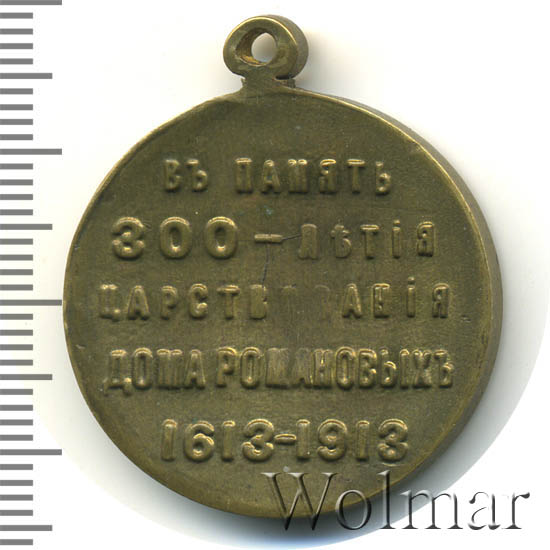 ВЪ ПАМЯТЬ
300-ЛѢТІЯ
ЦАРСТВОВАНІЯ
ДОМА РОМАНОВЫХЪ
1613-1913
Wolmar